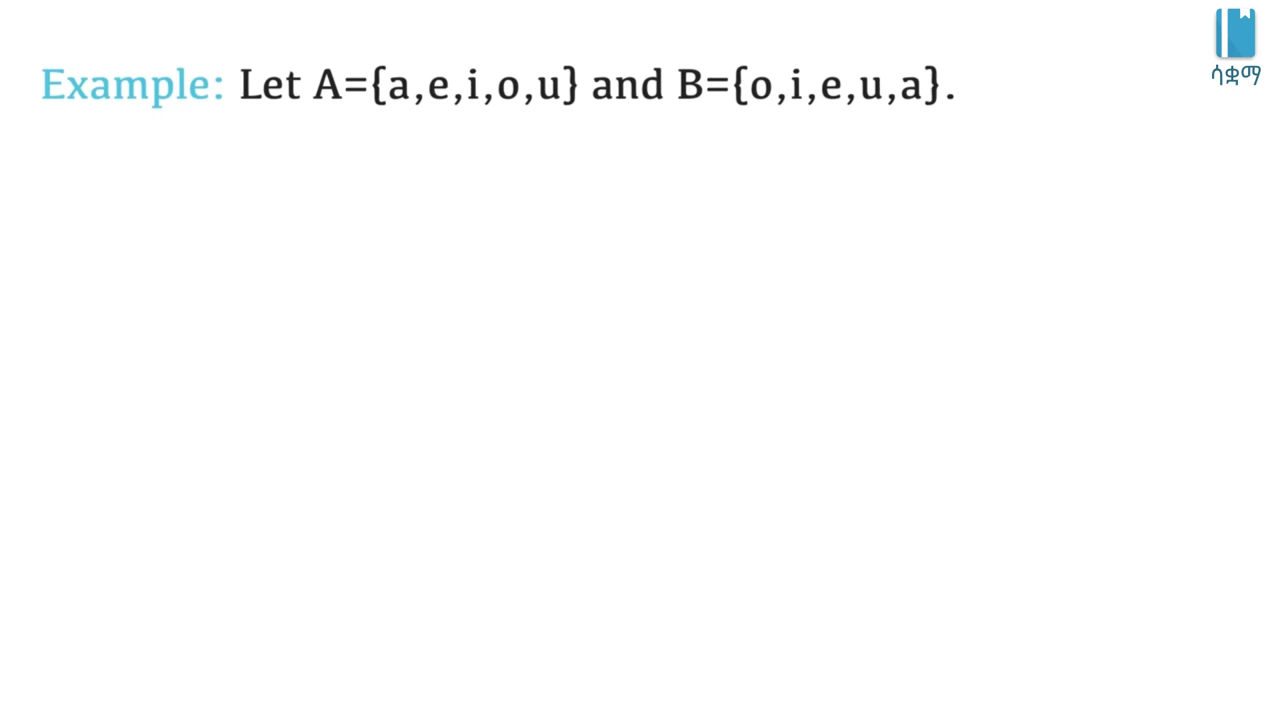 Example: Let A={a,e,i,o,u} and B={o,i,e,u,a}.
ሳቋማ